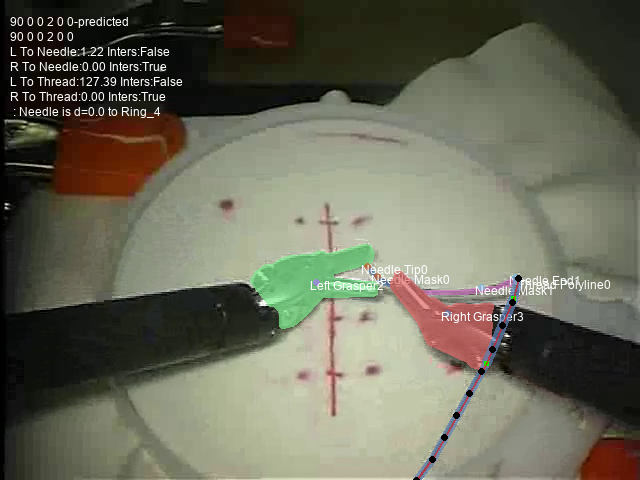 90 0 0 2 0 0-predicted
90 0 0 2 0 0
L To Needle:1.22 Inters:False
R To Needle:0.00 Inters:True
L To Thread:127.39 Inters:False
R To Thread:0.00 Inters:True
: Needle is d=0.0 to Ring_4
Needle Tip0
Needle Mask0
Needle End1
Left Grasper2
Thread Polyline0
Needle Mask1
Right Grasper3